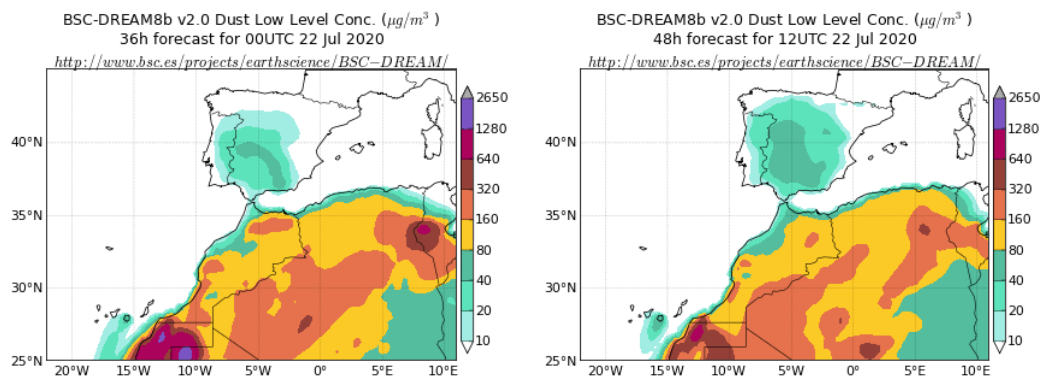 BSC-DREAM8b v2.0 Dust Low Level Conc. (μg/m³ )
36h forecast for 00UTC 22 Jul 2020
http://www.bsc.es/projects/earthscience/BSC−DREAM/
40°N
35°N
30°N
25°N
20°W
15°W
10°W
5°W
0°E
5°E
10°E
2650
1280
640
320
160
80
40
20
10
BSC-DREAM8b v2.0 Dust Low Level Conc. (μg/m³ )
48h forecast for 12UTC 22 Jul 2020
http://www.bsc.es/projects/earthscience/BSC−DREAM/
40°N
35°N
30°N
25°N
20°W
15°W
10°W
5°W
0°E
5°E
10°E
2650
1280
640
320
160
80
40
20
10